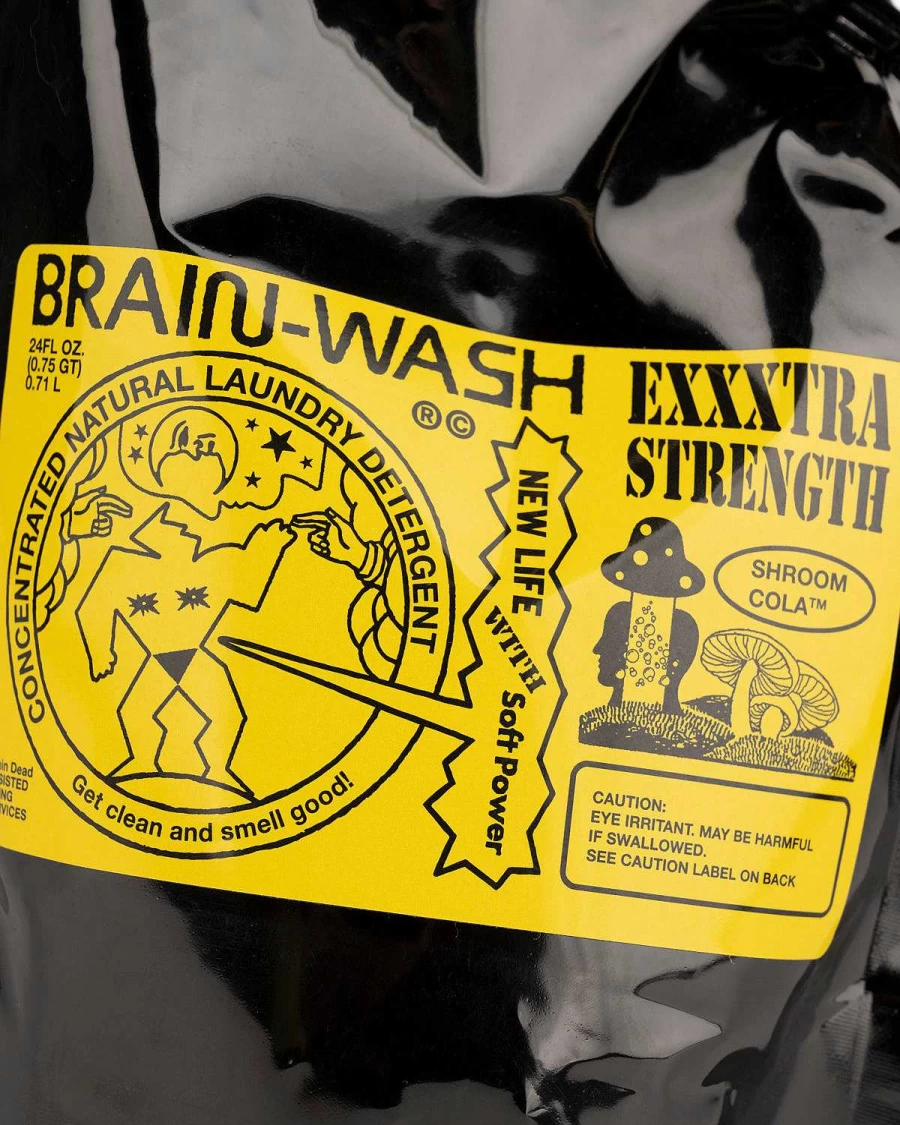 BRAIN-WASH
24FL OZ.
(0.75 GT)
0.71 L
®©
CONCENTRATED NATURAL LAUNDRY DETERGENT
Get clean and smell good!
NEW LIFE
WITH
Soft Power
EXXXTRA
STRENGTH
SHROOM
COLA™
CAUTION:
EYE IRRITANT. MAY BE HARMFUL
IF SWALLOWED.
SEE CAUTION LABEL ON BACK
Dead